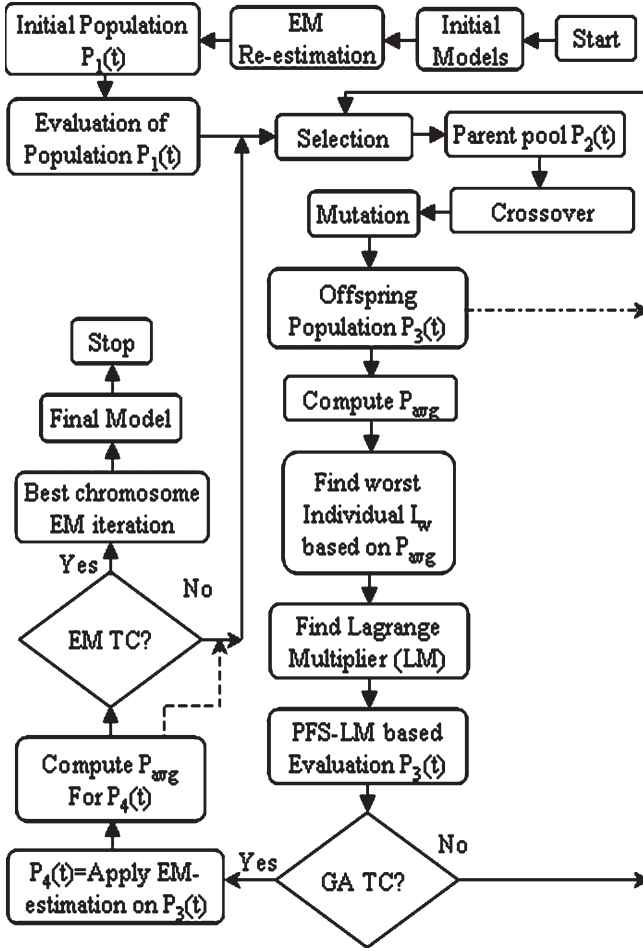 Start
Initial
Models
EM
Re-estimation
Initial Population
P1(t)
Evaluation of
Population P1(t)
Selection
Parent pool P2(t)
Crossover
Mutation
Offspring
Population P3(t)
Compute Pavg
Find worst
Individual Iw
based on Pavg
Find Lagrange
Multiplier (LM)
PFS-LM based
Evaluation P3(t)
GA TC?
No
Yes
P4(t)=Apply EM-
estimation on P3(t)
Compute Pavg
For P4(t)
EM TC?
No
Yes
Best chromosome
EM iteration
Final Model
Stop